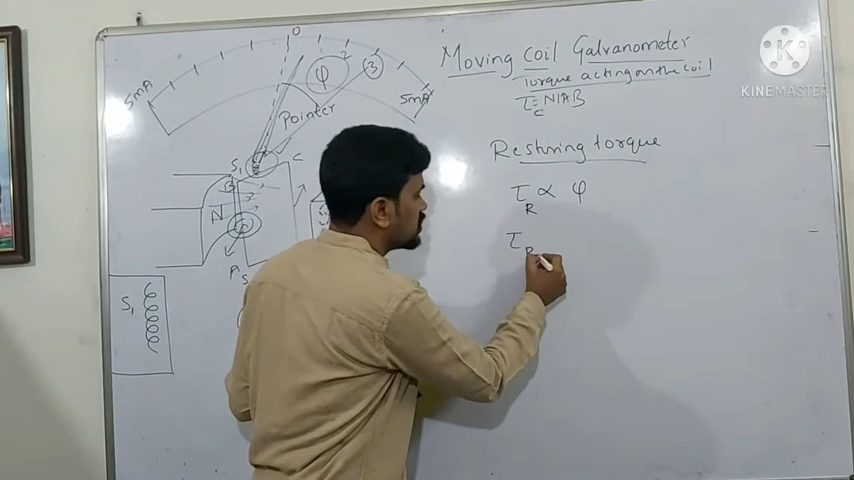 Moving coil Galvanometer
Torque acting on the coil
τc = NIAB
Restoring torque
τR ∝ φ
τR
0
2
3
φ
5mA
5mA
Pointer
S1
C
B
N
A
S
S1
K
KINEMASTER